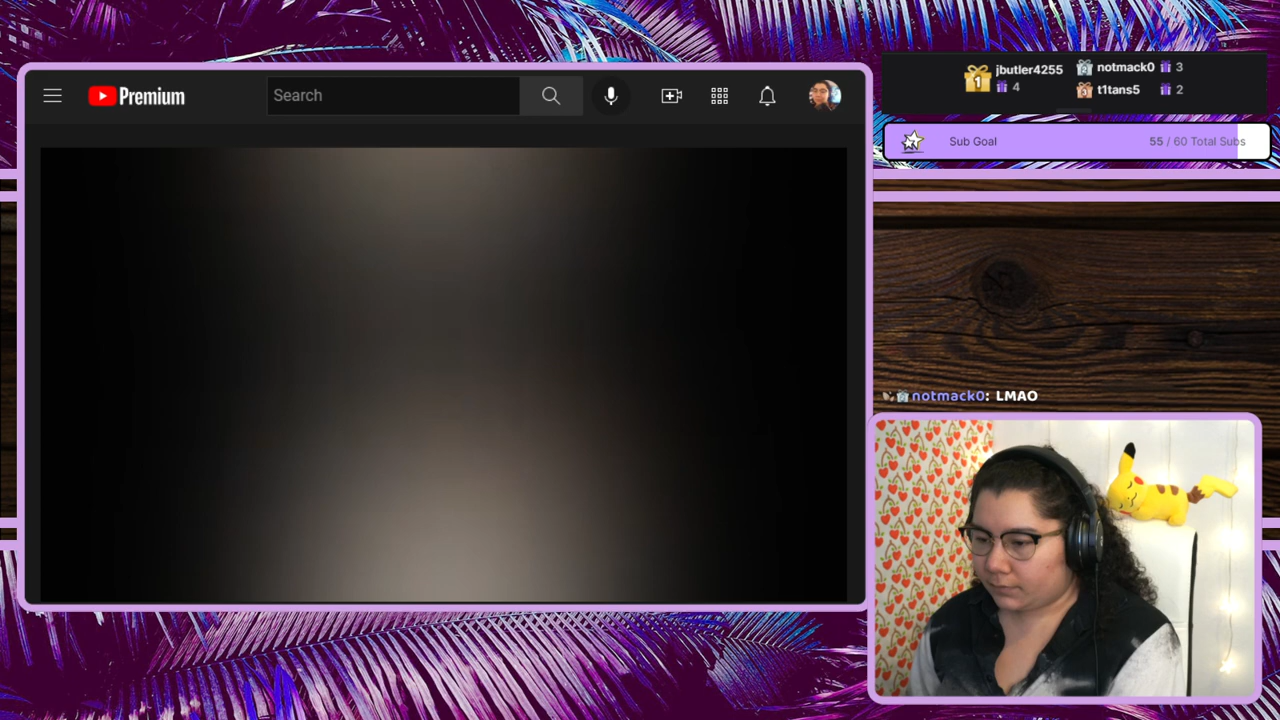 Premium
Search
jbutler4255
4
notmack0 3
t1tans5 2
1
Sub Goal
55 / 60 Total Subs
notmack0: LMAO